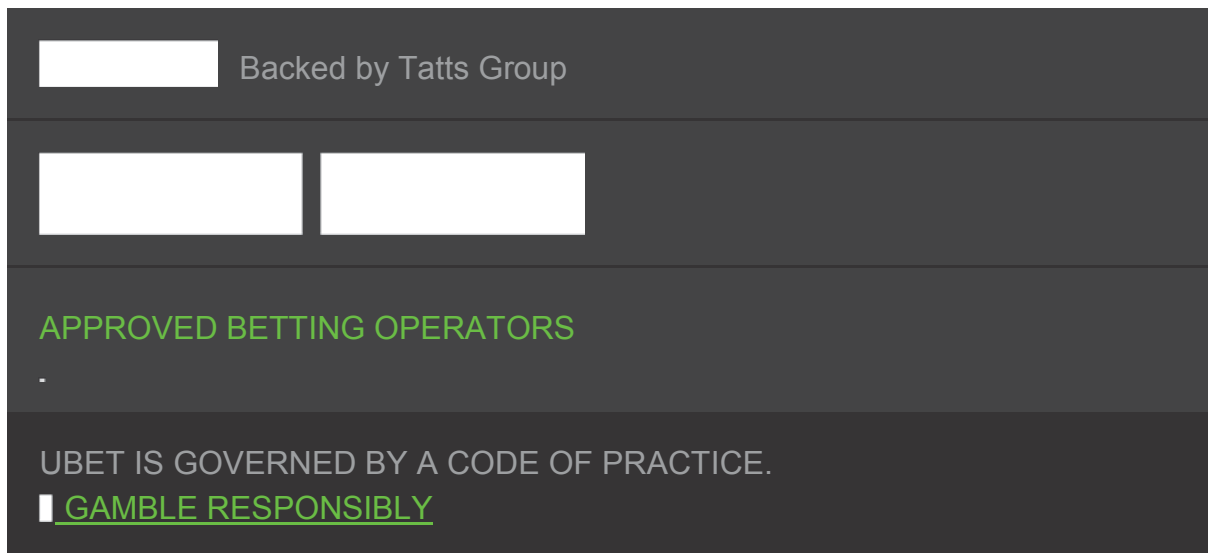 Backed by Tatts Group
APPROVED BETTING OPERATORS
-
UBET IS GOVERNED BY A CODE OF PRACTICE.
GAMBLE RESPONSIBLY